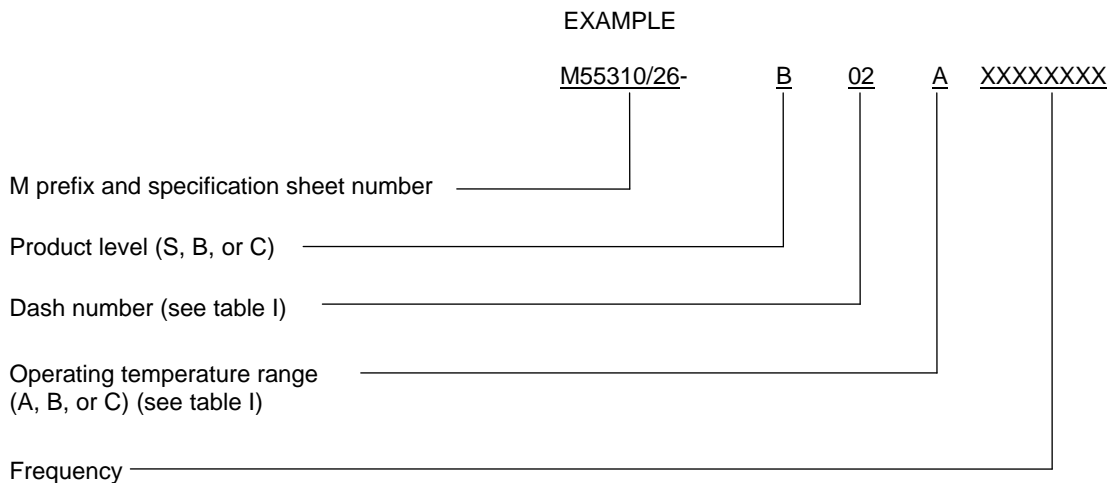 EXAMPLE
M55310/26- B 02 A XXXXXXXX
M prefix and specification sheet number
Product level (S, B, or C)
Dash number (see table I)
Operating temperature range
(A, B, or C) (see table I)
Frequency